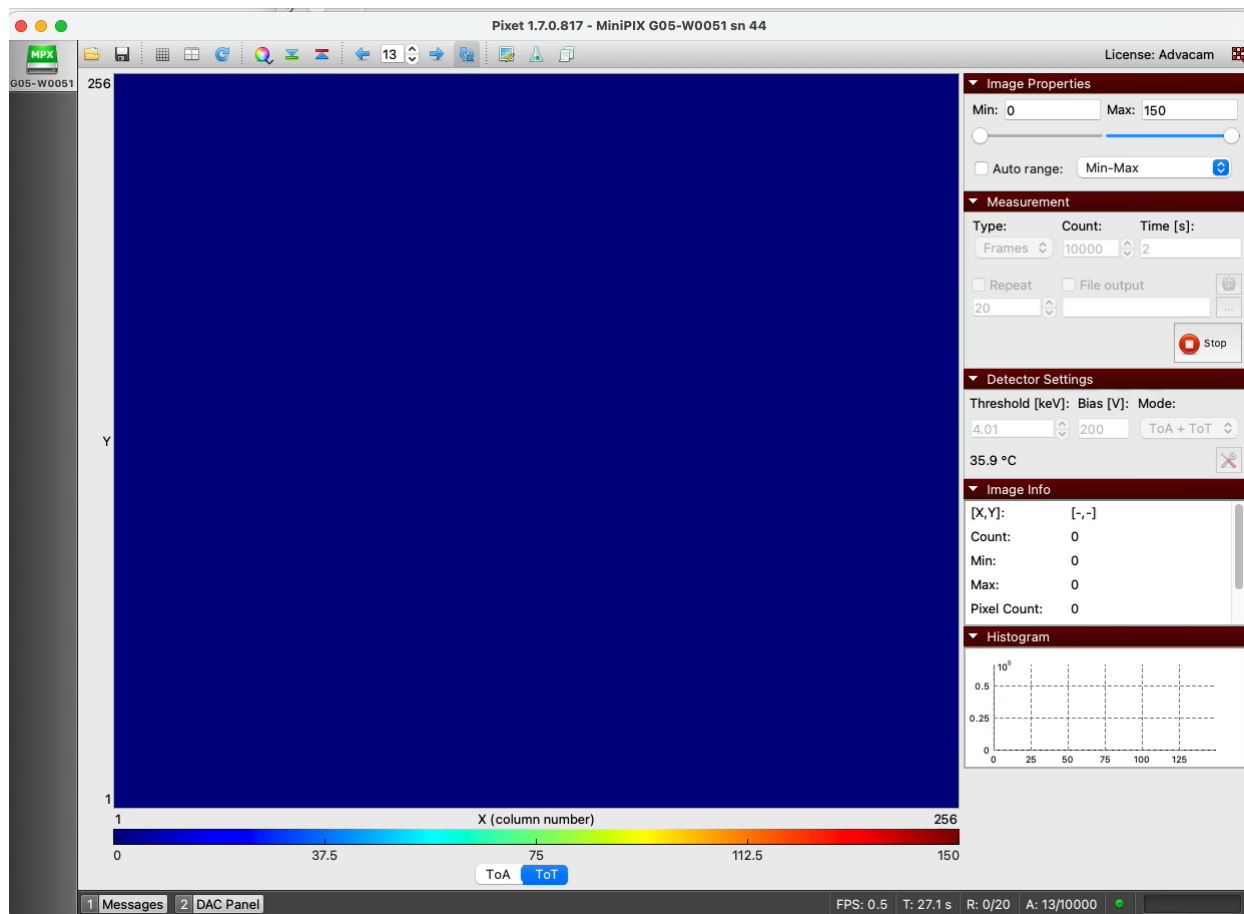 Pixet 1.7.0.817 - MiniPIX G05-W0051 sn 44
MPX
G05-W0051
13
License: Advacam
256
Y
1
1 X (column number) 256
0 37.5 75 112.5 150
ToA ToT
Image Properties
Min: 0 Max: 150
Auto range: Min-Max
Measurement
Type: Count: Time [s]:
Frames 10000 2
Repeat File output
20 ...
Stop
Detector Settings
Threshold [keV]: Bias [V]: Mode:
4.01 200 ToA + ToT
35.9 °C
Image Info
[X,Y]: [-,-]
Count: 0
Min: 0
Max: 0
Pixel Count: 0
Histogram
10⁵
0.5
0.25
0
0 25 50 75 100 125
1 Messages 2 DAC Panel FPS: 0.5 T: 27.1 s R: 0/20 A: 13/10000